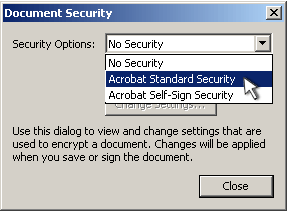 Document Security
Security Options: No Security
No Security
Acrobat Standard Security
Acrobat Self-Sign Security
Change Settings...
Use this dialog to view and change settings that are
used to encrypt a document. Changes will be applied
when you save or sign the document.
Close